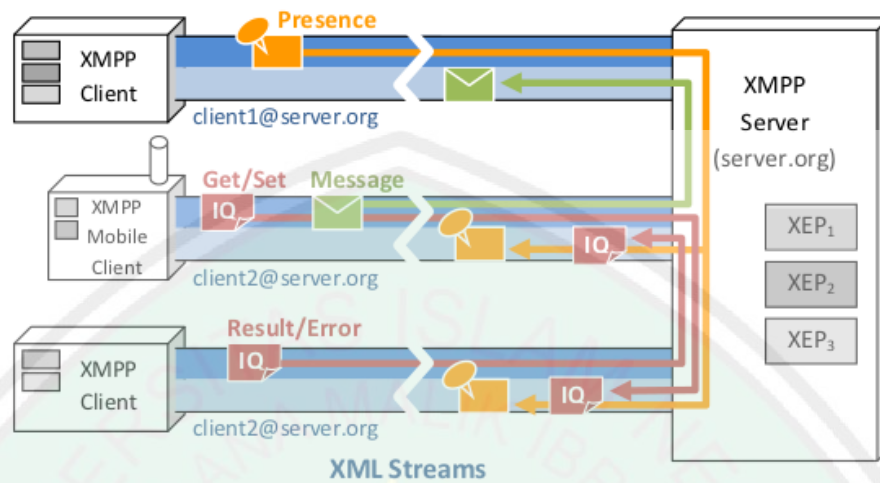 Presence
XMPP
Client
client1@server.org
XMPP
Server
(server.org)
Get/Set
Message
XMPP
Mobile
Client
IQ
IQ
client2@server.org
XEP1
XEP2
XEP3
Result/Error
XMPP
Client
IQ
IQ
client2@server.org
XML Streams